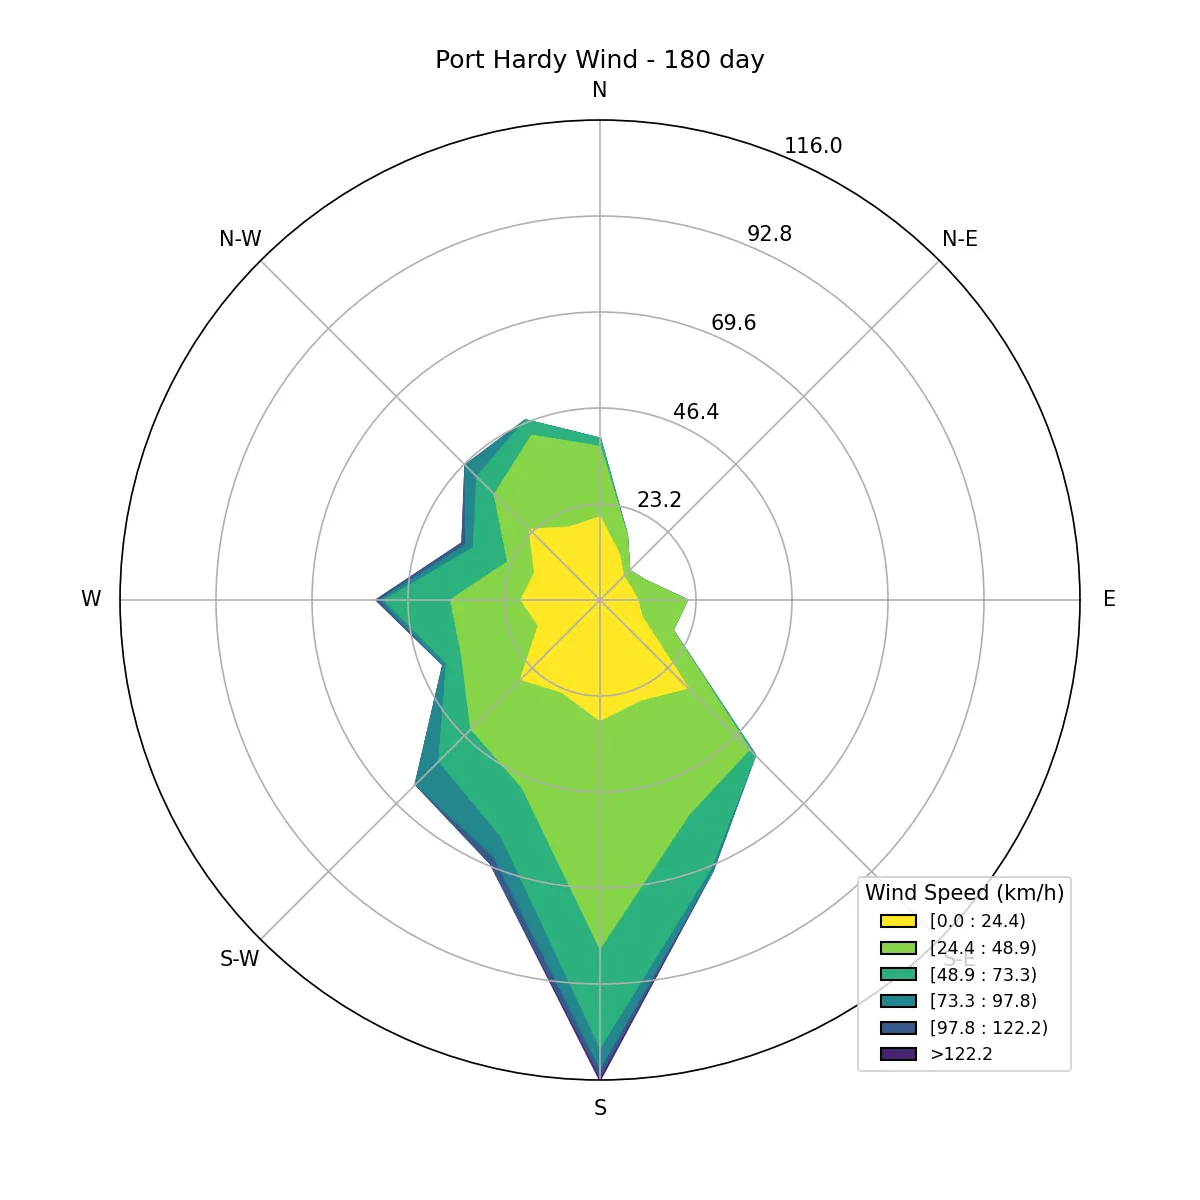 Port Hardy Wind - 180 day
N
116.0
N-W
92.8
N-E
69.6
46.4
23.2
W
E
Wind Speed (km/h)
[0.0 : 24.4)
[24.4 : 48.9)
S-W
S-E
[48.9 : 73.3)
[73.3 : 97.8)
[97.8 : 122.2)
>122.2
S